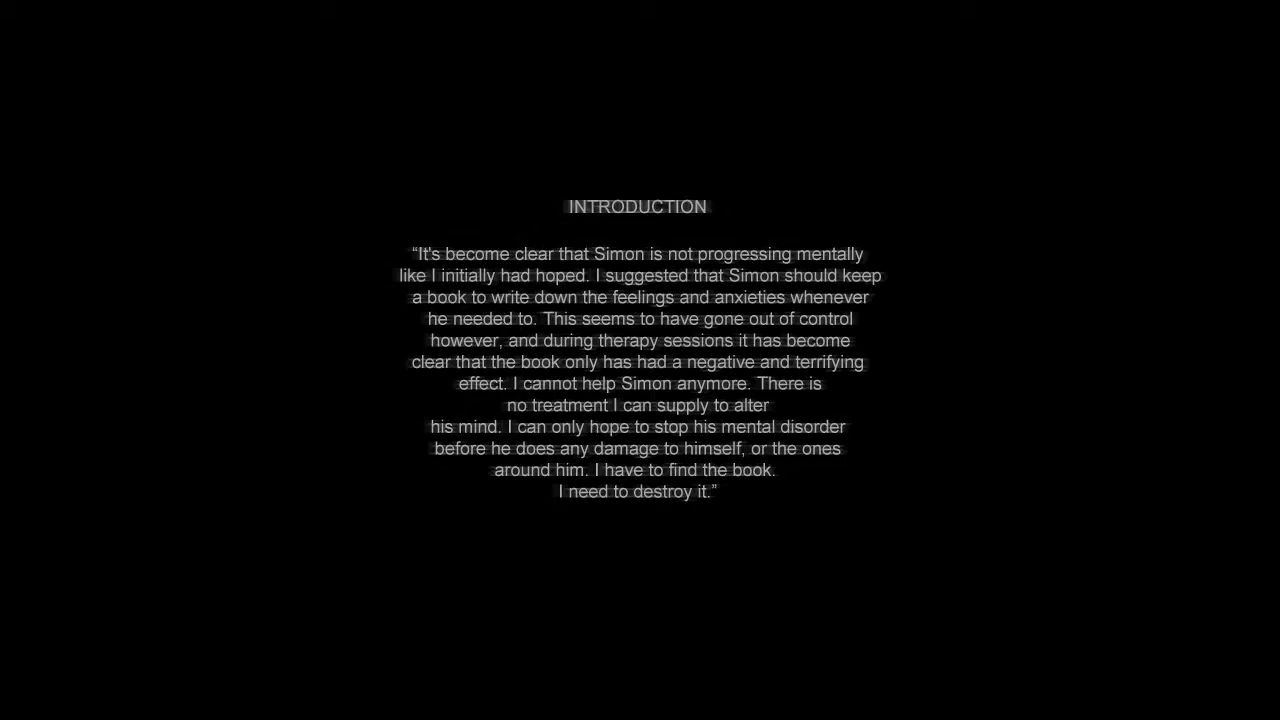 INTRODUCTION
“It's become clear that Simon is not progressing mentally
like I initially had hoped. I suggested that Simon should keep
a book to write down the feelings and anxieties whenever
he needed to. This seems to have gone out of control
however, and during therapy sessions it has become
clear that the book only has had a negative and terrifying
effect. I cannot help Simon anymore. There is
no treatment I can supply to alter
his mind. I can only hope to stop his mental disorder
before he does any damage to himself, or the ones
around him. I have to find the book.
I need to destroy it.”